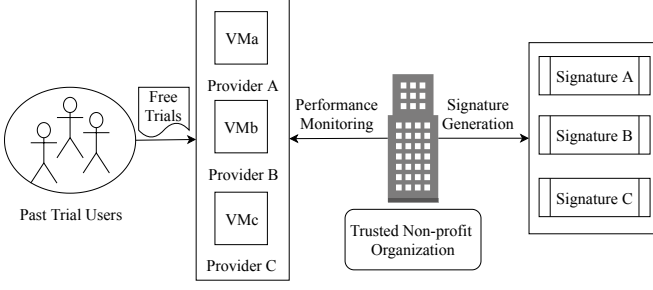 Free
Trials
Past Trial Users
VMa
Provider A
VMb
Provider B
VMc
Provider C
Performance
Monitoring
Signature
Generation
Trusted Non-profit
Organization
Signature A
Signature B
Signature C